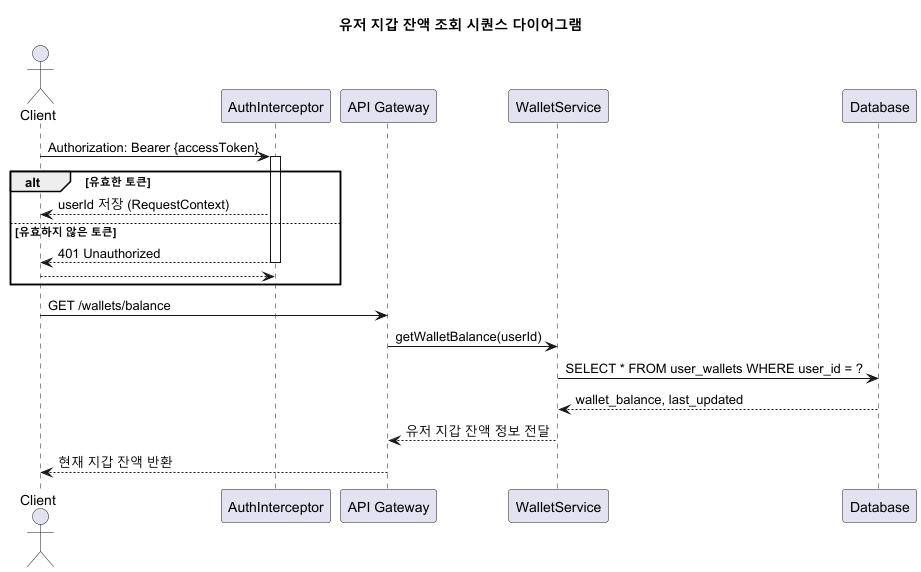 유저 지갑 잔액 조회 시퀀스 다이어그램
Client
AuthInterceptor
API Gateway
WalletService
Database
Authorization: Bearer {accessToken}
alt
[유효한 토큰]
userId 저장 (RequestContext)
[유효하지 않은 토큰]
401 Unauthorized
GET /wallets/balance
getWalletBalance(userId)
SELECT * FROM user_wallets WHERE user_id = ?
wallet_balance, last_updated
유저 지갑 잔액 정보 전달
현재 지갑 잔액 반환
Client
AuthInterceptor
API Gateway
WalletService
Database